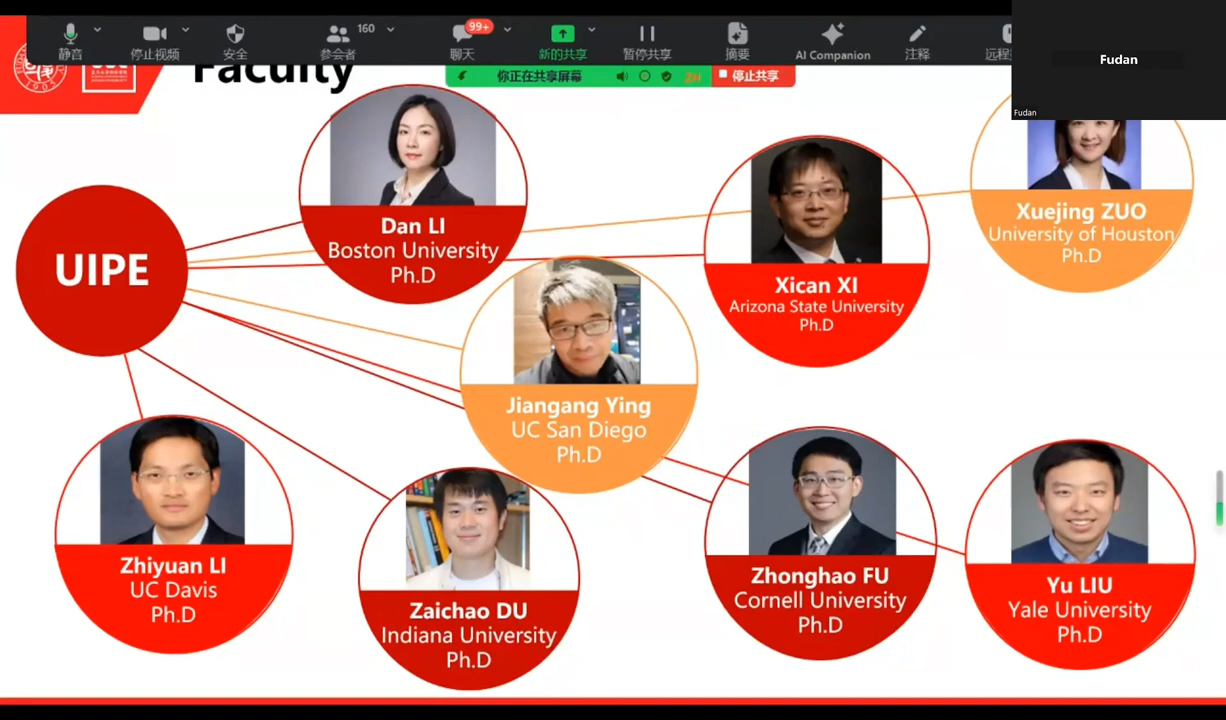 160
99+
静音
停止视频
安全
参会者
聊天
新的共享
暂停共享
摘要
AI Companion
注释
远程
Fudan
Fudan
你正在共享屏幕
停止共享
Faculty
1905
UIPE
Dan LI
Boston University
Ph.D
Xican XI
Arizona State University
Ph.D
Xuejing ZUO
University of Houston
Ph.D
Jiangang Ying
UC San Diego
Ph.D
Zhiyuan LI
UC Davis
Ph.D
Zaichao DU
Indiana University
Ph.D
Zhonghao FU
Cornell University
Ph.D
Yu LIU
Yale University
Ph.D